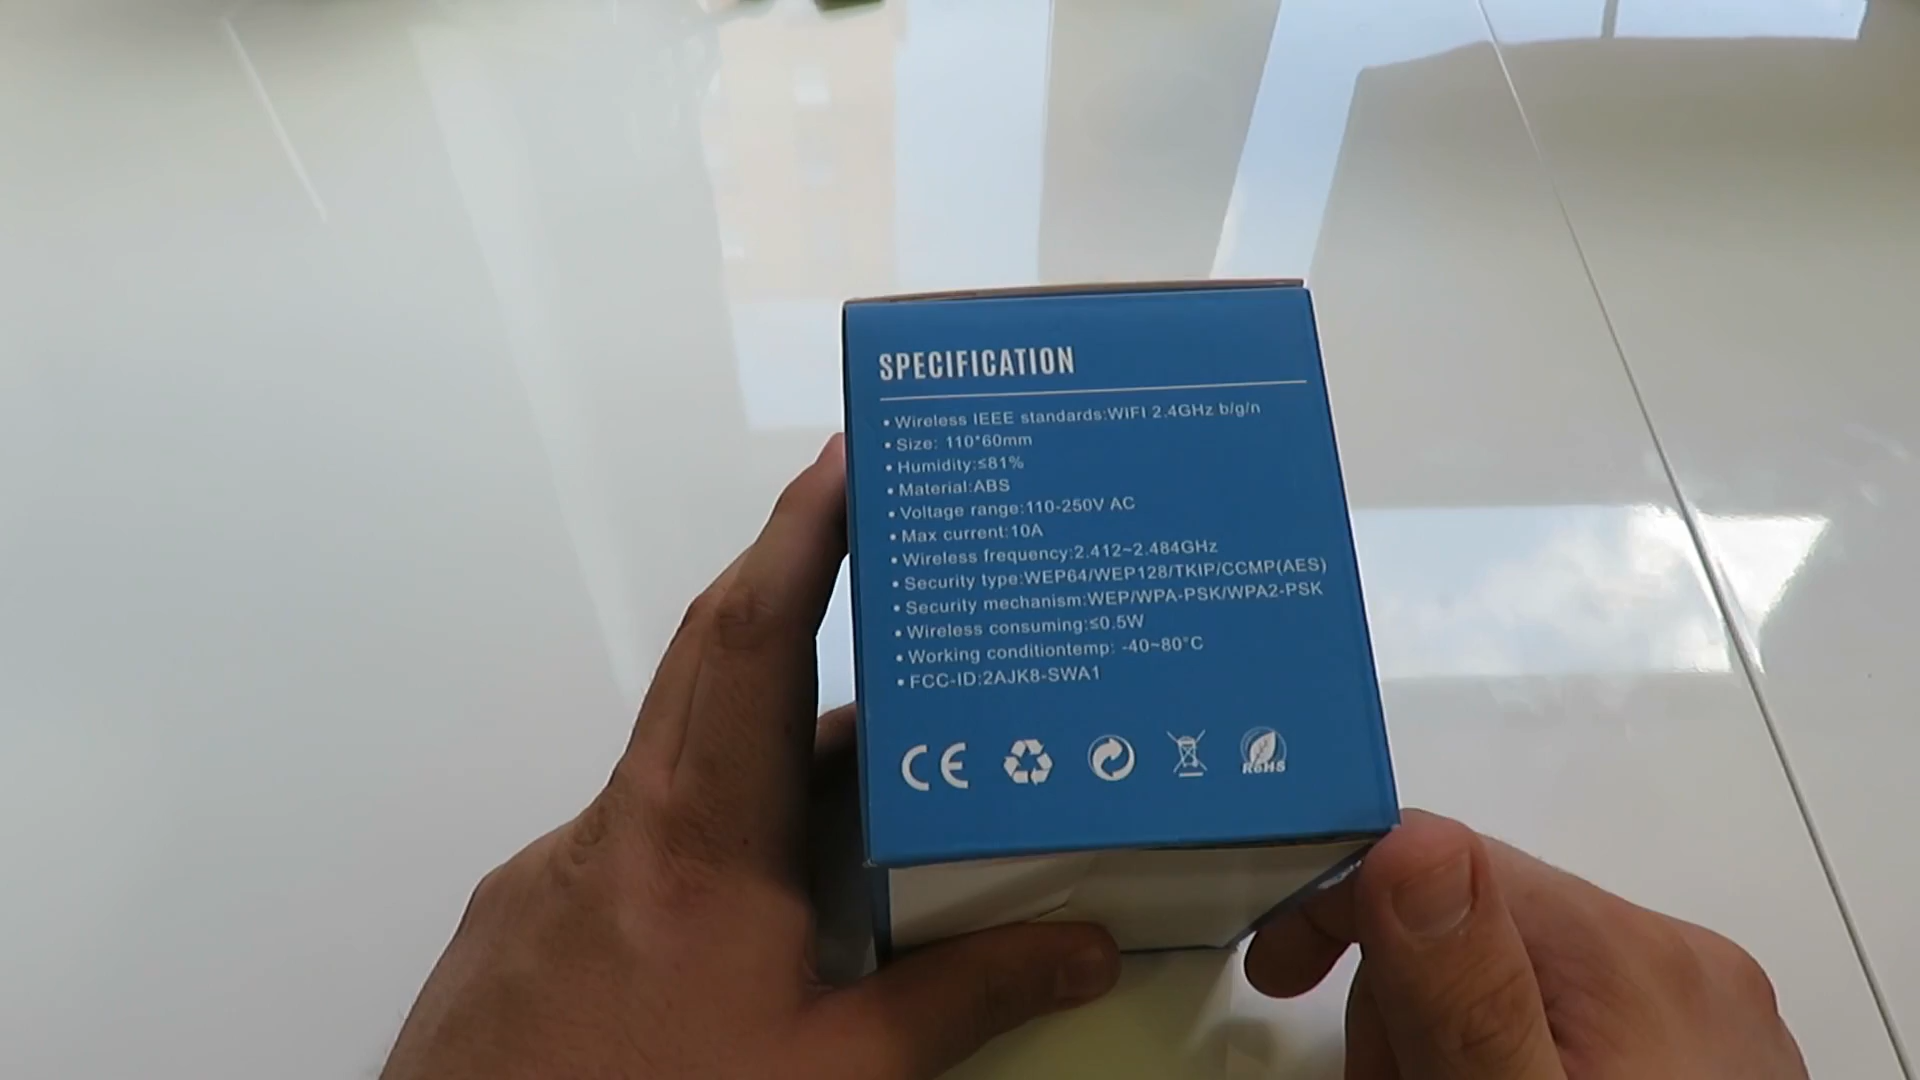 SPECIFICATION
• Wireless IEEE standards:WIFI 2.4GHz b/g/n
• Size: 110*60mm
• Humidity:≤81%
• Material:ABS
• Voltage range:110-250V AC
• Max current:10A
• Wireless frequency:2.412~2.484GHz
• Security type:WEP64/WEP128/TKIP/CCMP(AES)
• Security mechanism:WEP/WPA-PSK/WPA2-PSK
• Wireless consuming:≤0.5W
• Working conditiontemp: -40~80°C
• FCC-ID:2AJK8-SWA1
CE
RoHS